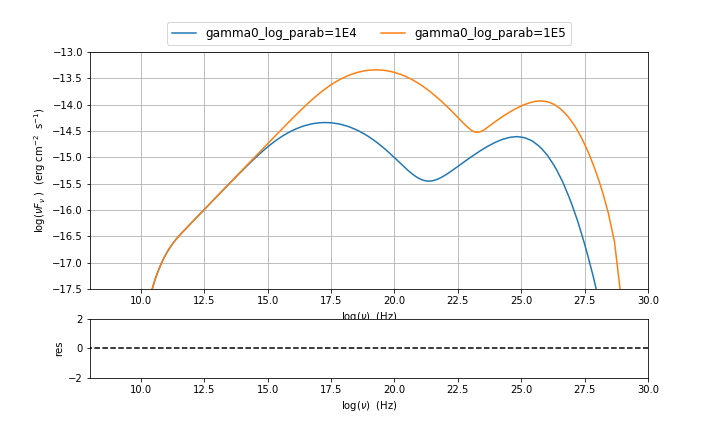 gamma0_log_parab=1E4 gamma0_log_parab=1E5
−13.0
−13.5
−14.0
−14.5
−15.0
−15.5
−16.0
−16.5
−17.0
−17.5
log(νFν ) (erg cm−2 s−1)
10.0 12.5 15.0 17.5 20.0 22.5 25.0 27.5 30.0
log(ν) (Hz)
2
0
−2
res
10.0 12.5 15.0 17.5 20.0 22.5 25.0 27.5 30.0
log(ν) (Hz)